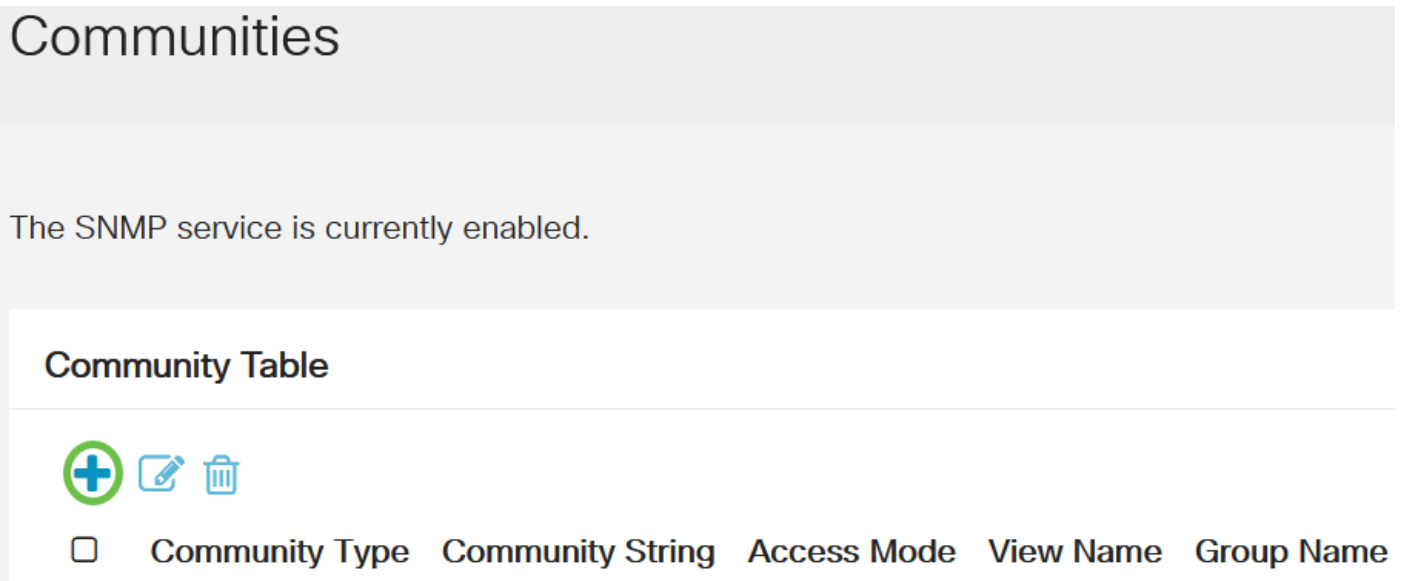 Communities
The SNMP service is currently enabled.
Community Table
Community Type Community String Access Mode View Name Group Name